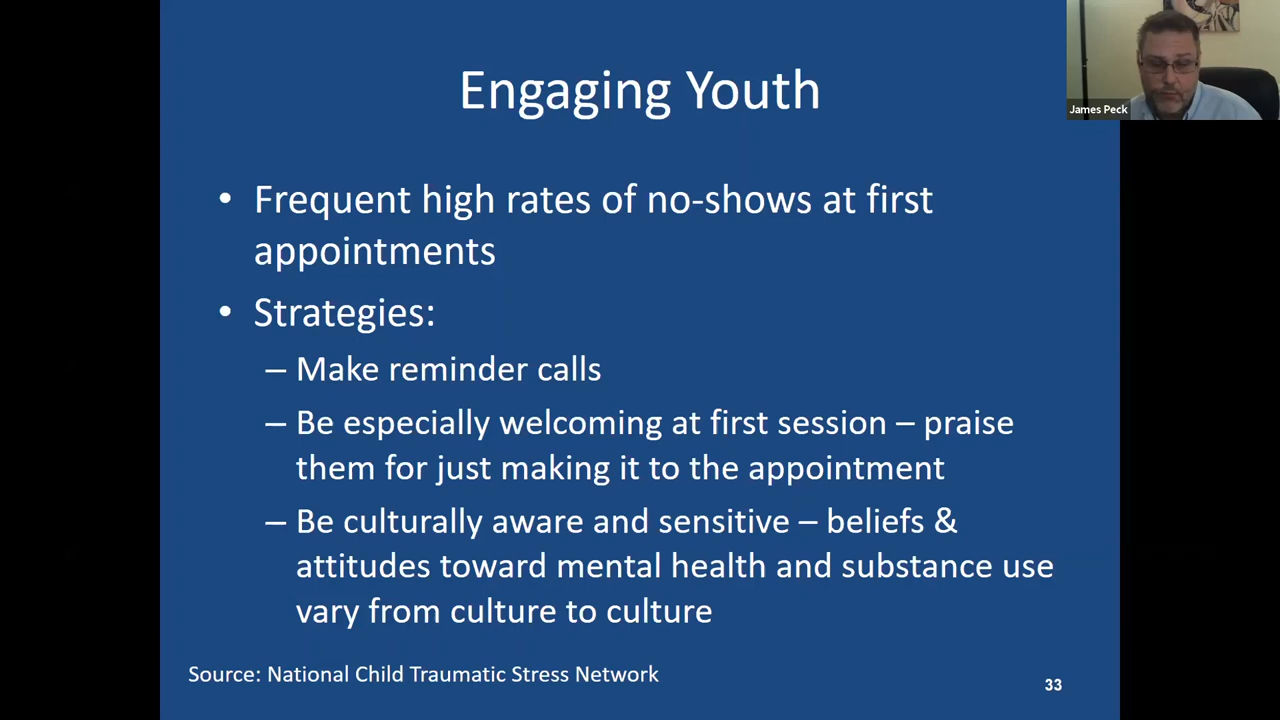 Engaging Youth
James Peck
• Frequent high rates of no-shows at first
appointments
• Strategies:
– Make reminder calls
– Be especially welcoming at first session – praise
them for just making it to the appointment
– Be culturally aware and sensitive – beliefs &
attitudes toward mental health and substance use
vary from culture to culture
Source: National Child Traumatic Stress Network
33